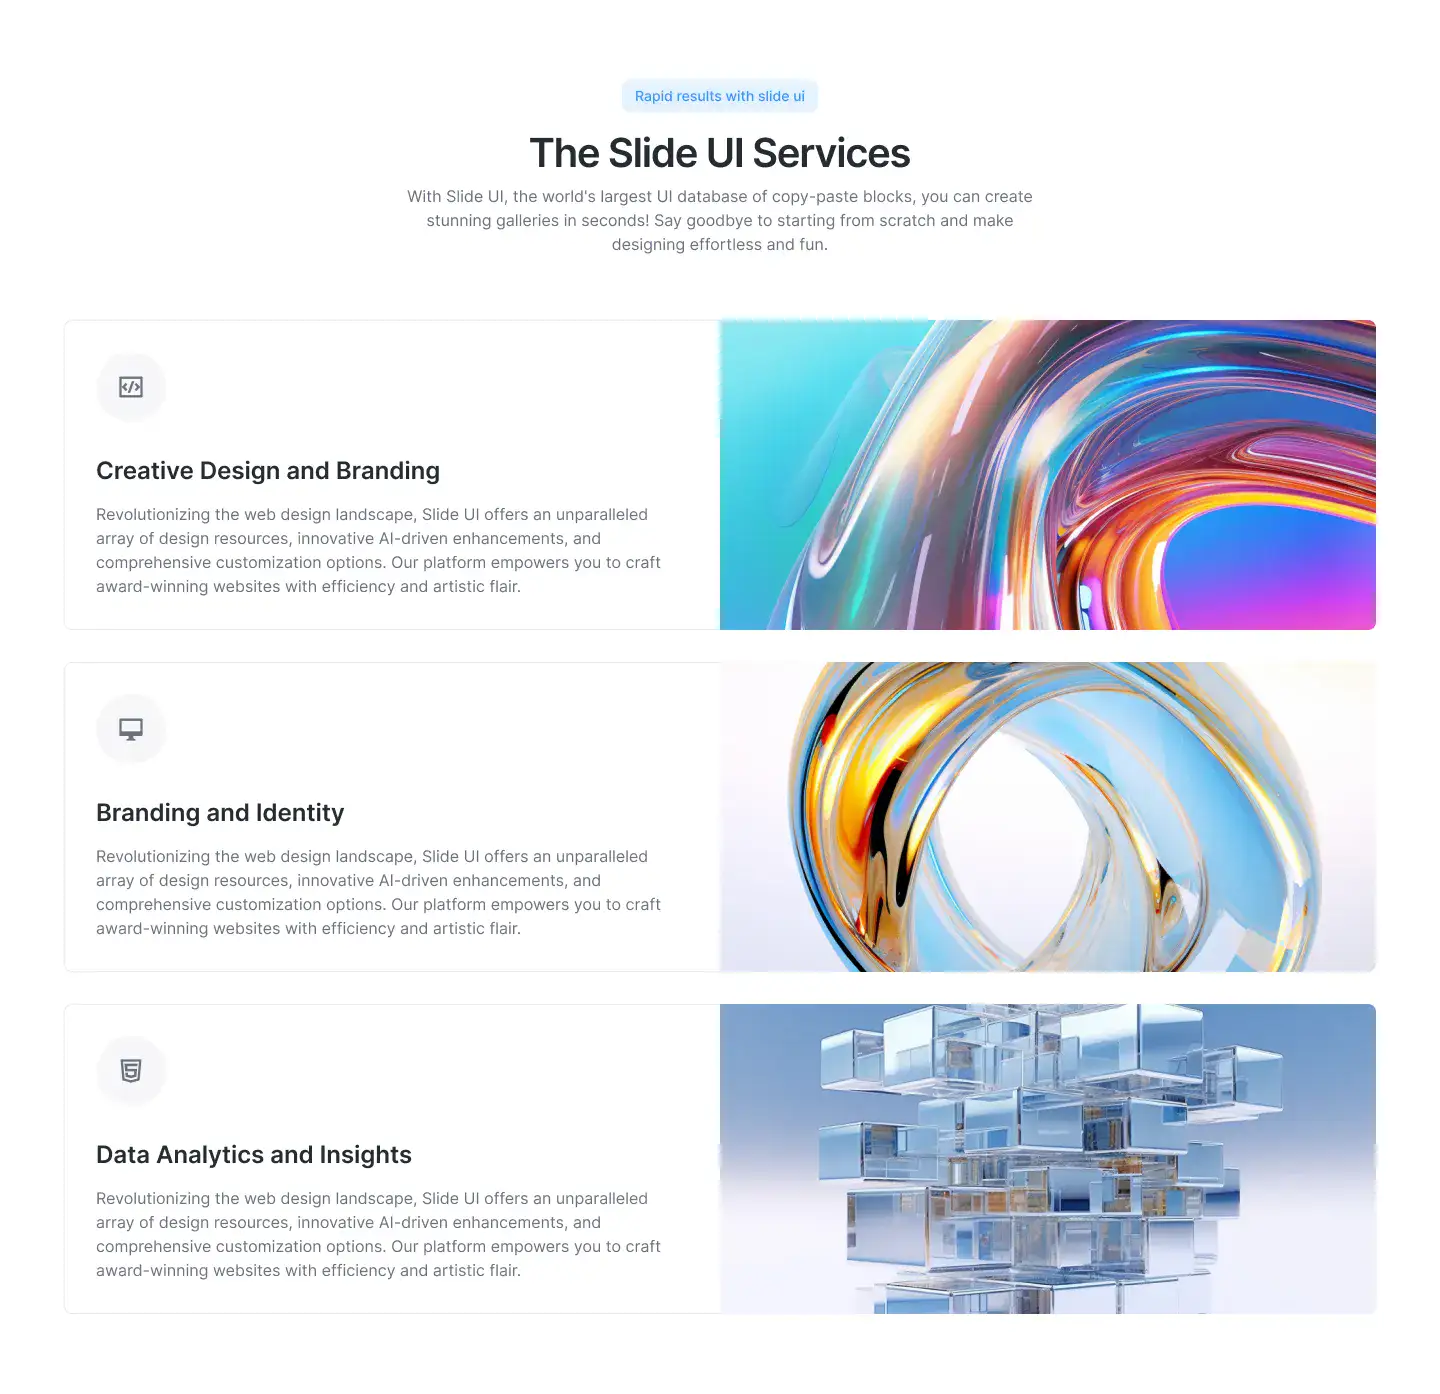 Rapid results with slide ui
The Slide UI Services
With Slide UI, the world's largest UI database of copy-paste blocks, you can create
stunning galleries in seconds! Say goodbye to starting from scratch and make
designing effortless and fun.
Creative Design and Branding
Revolutionizing the web design landscape, Slide UI offers an unparalleled
array of design resources, innovative AI-driven enhancements, and
comprehensive customization options. Our platform empowers you to craft
award-winning websites with efficiency and artistic flair.
Branding and Identity
Revolutionizing the web design landscape, Slide UI offers an unparalleled
array of design resources, innovative AI-driven enhancements, and
comprehensive customization options. Our platform empowers you to craft
award-winning websites with efficiency and artistic flair.
Data Analytics and Insights
Revolutionizing the web design landscape, Slide UI offers an unparalleled
array of design resources, innovative AI-driven enhancements, and
comprehensive customization options. Our platform empowers you to craft
award-winning websites with efficiency and artistic flair.